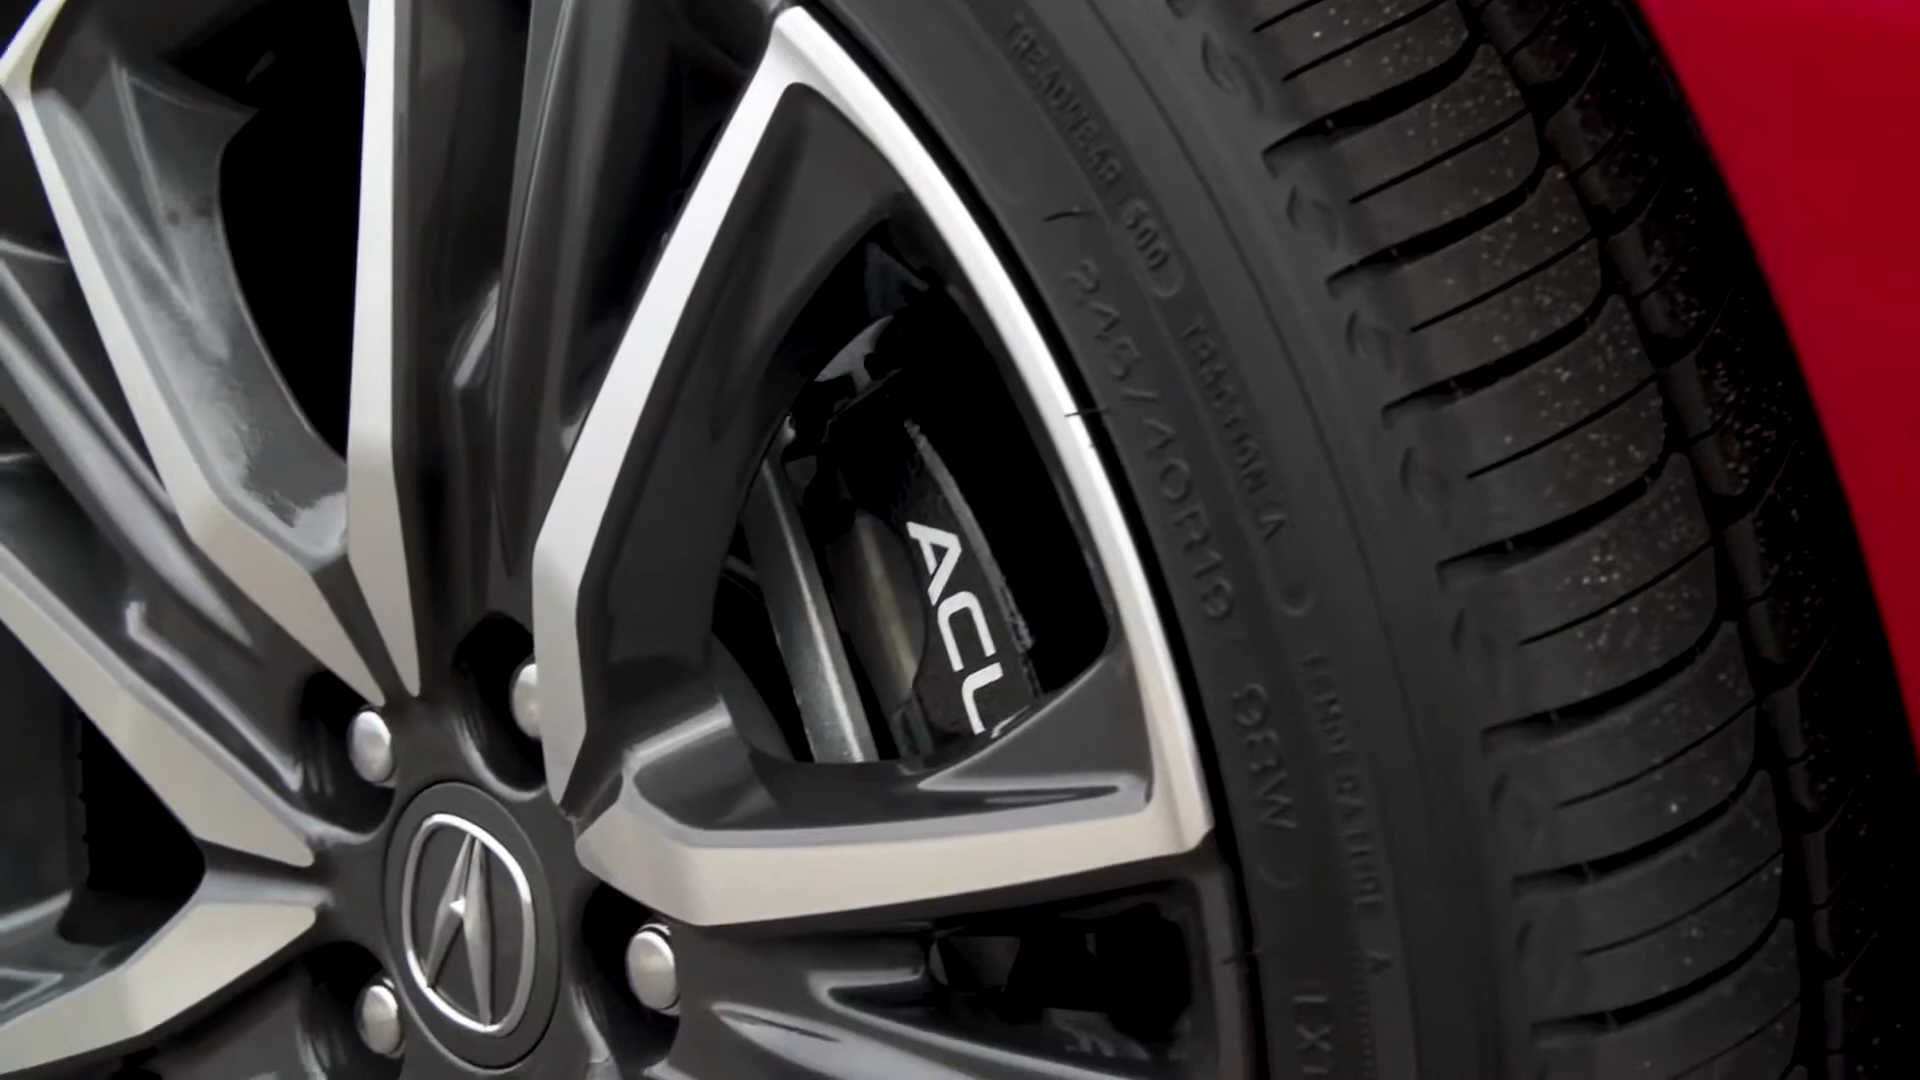 TREADWEAR 500
TRACTION A
TEMPERATURE A
245/40R19
98W
ACU